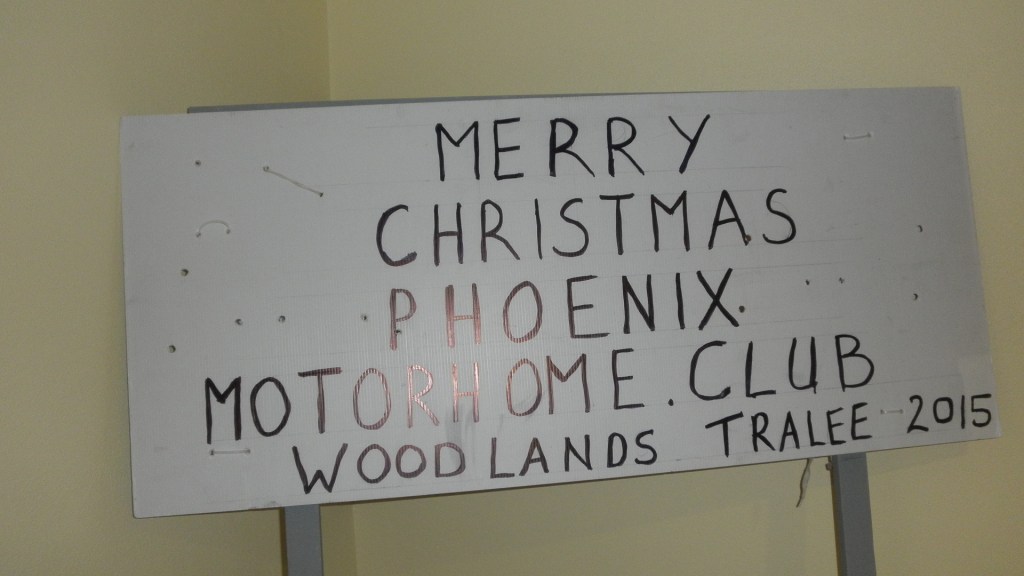 MERRY
CHRISTMAS
PHOENIX.
MOTORHOME.CLUB
WOODLANDS TRALEE - 2015